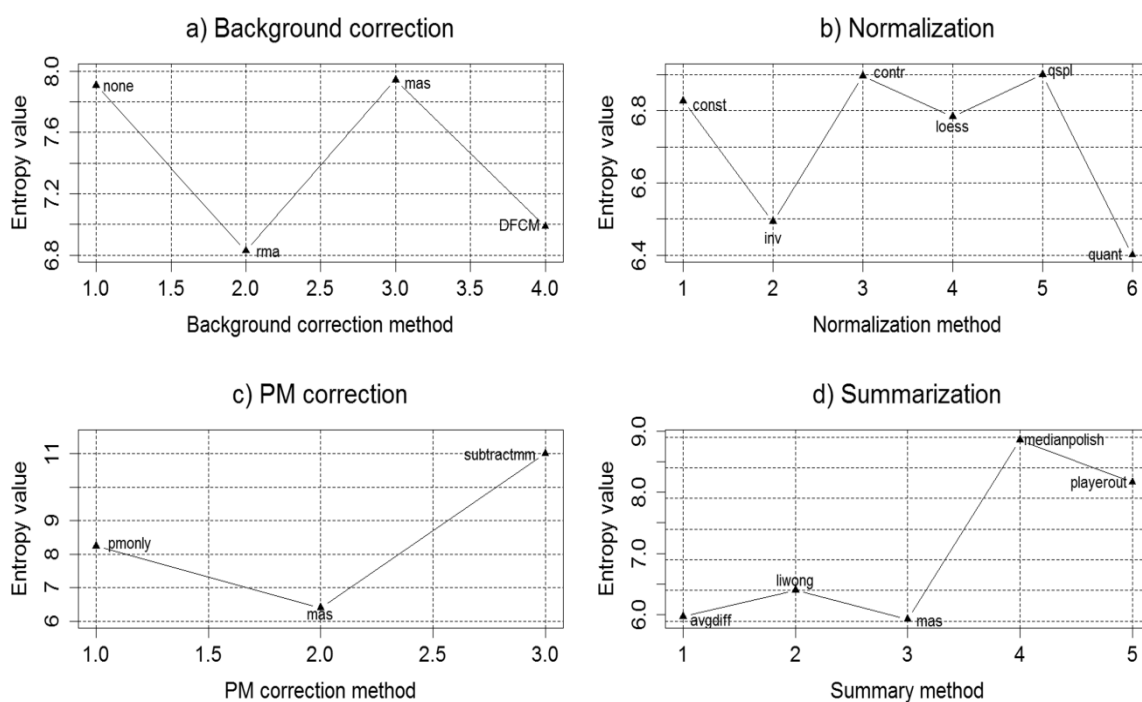 a) Background correction
Entropy value
8.0
7.6
7.2
6.8
none
rma
mas
DFCM
1.0 1.5 2.0 2.5 3.0 3.5 4.0
Background correction method
b) Normalization
Entropy value
6.8
6.6
6.4
const
inv
contr
loess
qspl
quant
1 2 3 4 5 6
Normalization method
c) PM correction
Entropy value
11
9
8
7
6
pmonly
mas
subtractmm
1.0 1.5 2.0 2.5 3.0
PM correction method
d) Summarization
Entropy value
9.0
8.0
7.0
6.0
avgdiff
liwong
mas
medianpolish
playerout
1 2 3 4 5
Summary method